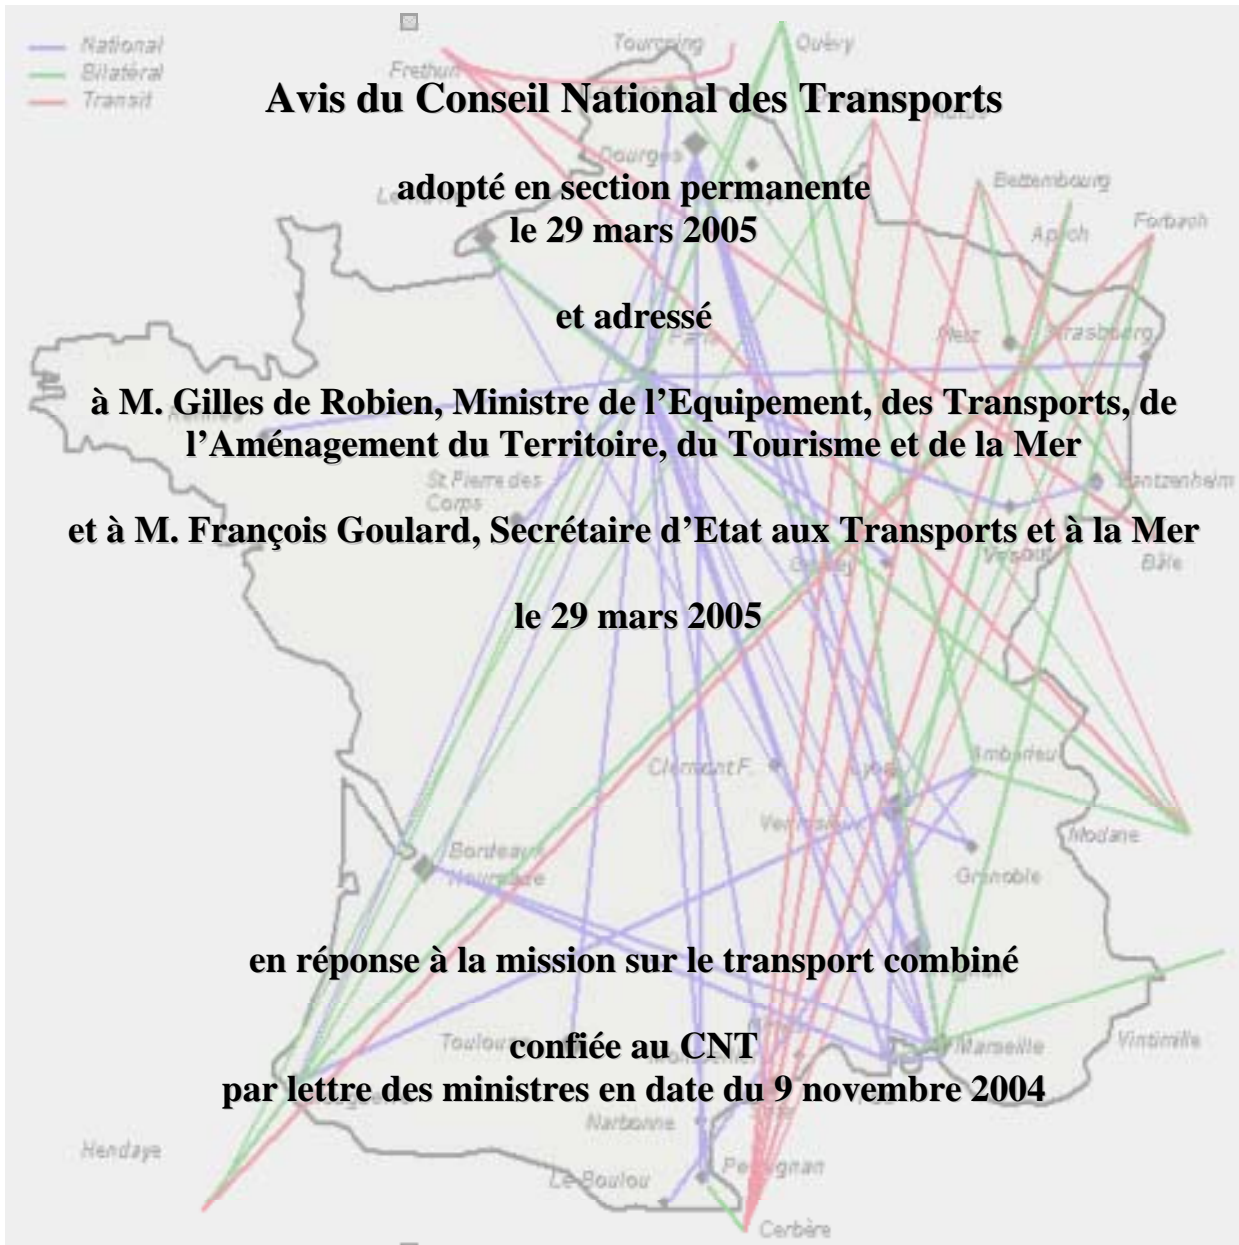 National
Bilatéral
Transit
Tourcoing
Quévy
Frethun
Avis du Conseil National des Transports
Dourges
Bettembourg
adopté en section permanente
Forbach
Apach
le 29 mars 2005
et adressé
Metz
Strasbourg
Paris
à M. Gilles de Robien, Ministre de l'Equipement, des Transports, de
Rennes
l'Aménagement du Territoire, du Tourisme et de la Mer
St Pierre des
Corps
et à M. François Goulard, Secrétaire d'Etat aux Transports et à la Mer
Bâle
le 29 mars 2005
Ambérieu
Clermont F.
Lyon
Modane
Bordeaux
Grenoble
en réponse à la mission sur le transport combiné
Toulouse
confiée au CNT
Marseille
Vintimille
par lettre des ministres en date du 9 novembre 2004
Narbonne
Hendaye
Le Boulou
Perpignan
Cerbère